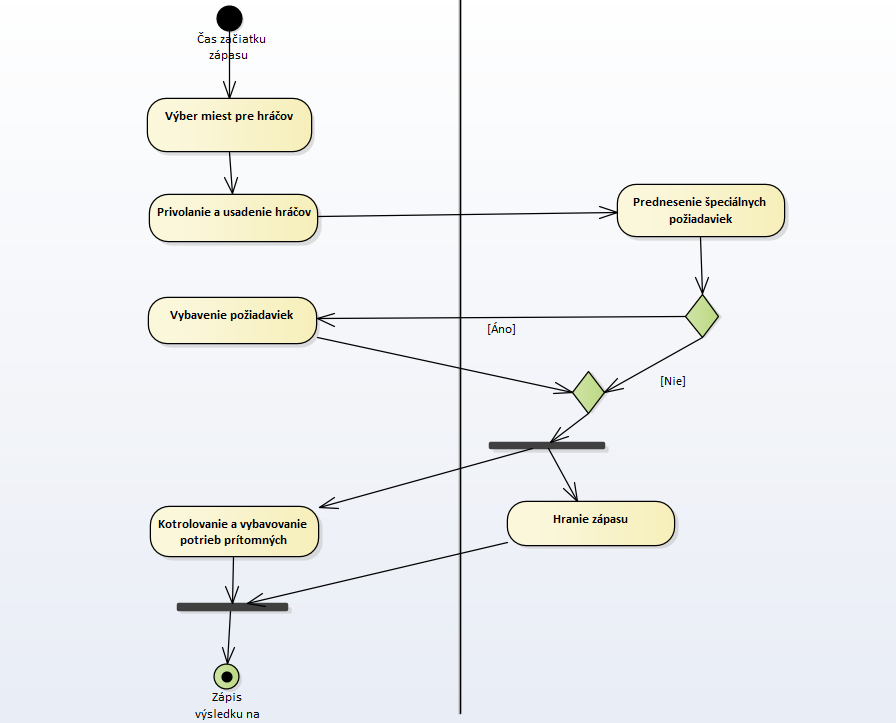 Čas začiatku
zápasu
Výber miest pre hráčov
Privolanie a usadenie hráčov
Prednesenie špeciálnych
požiadaviek
Vybavenie požiadaviek
[Áno]
[Nie]
Kotrolovanie a vybavovanie
potrieb prítomných
Hranie zápasu
Zápis
výsledku na